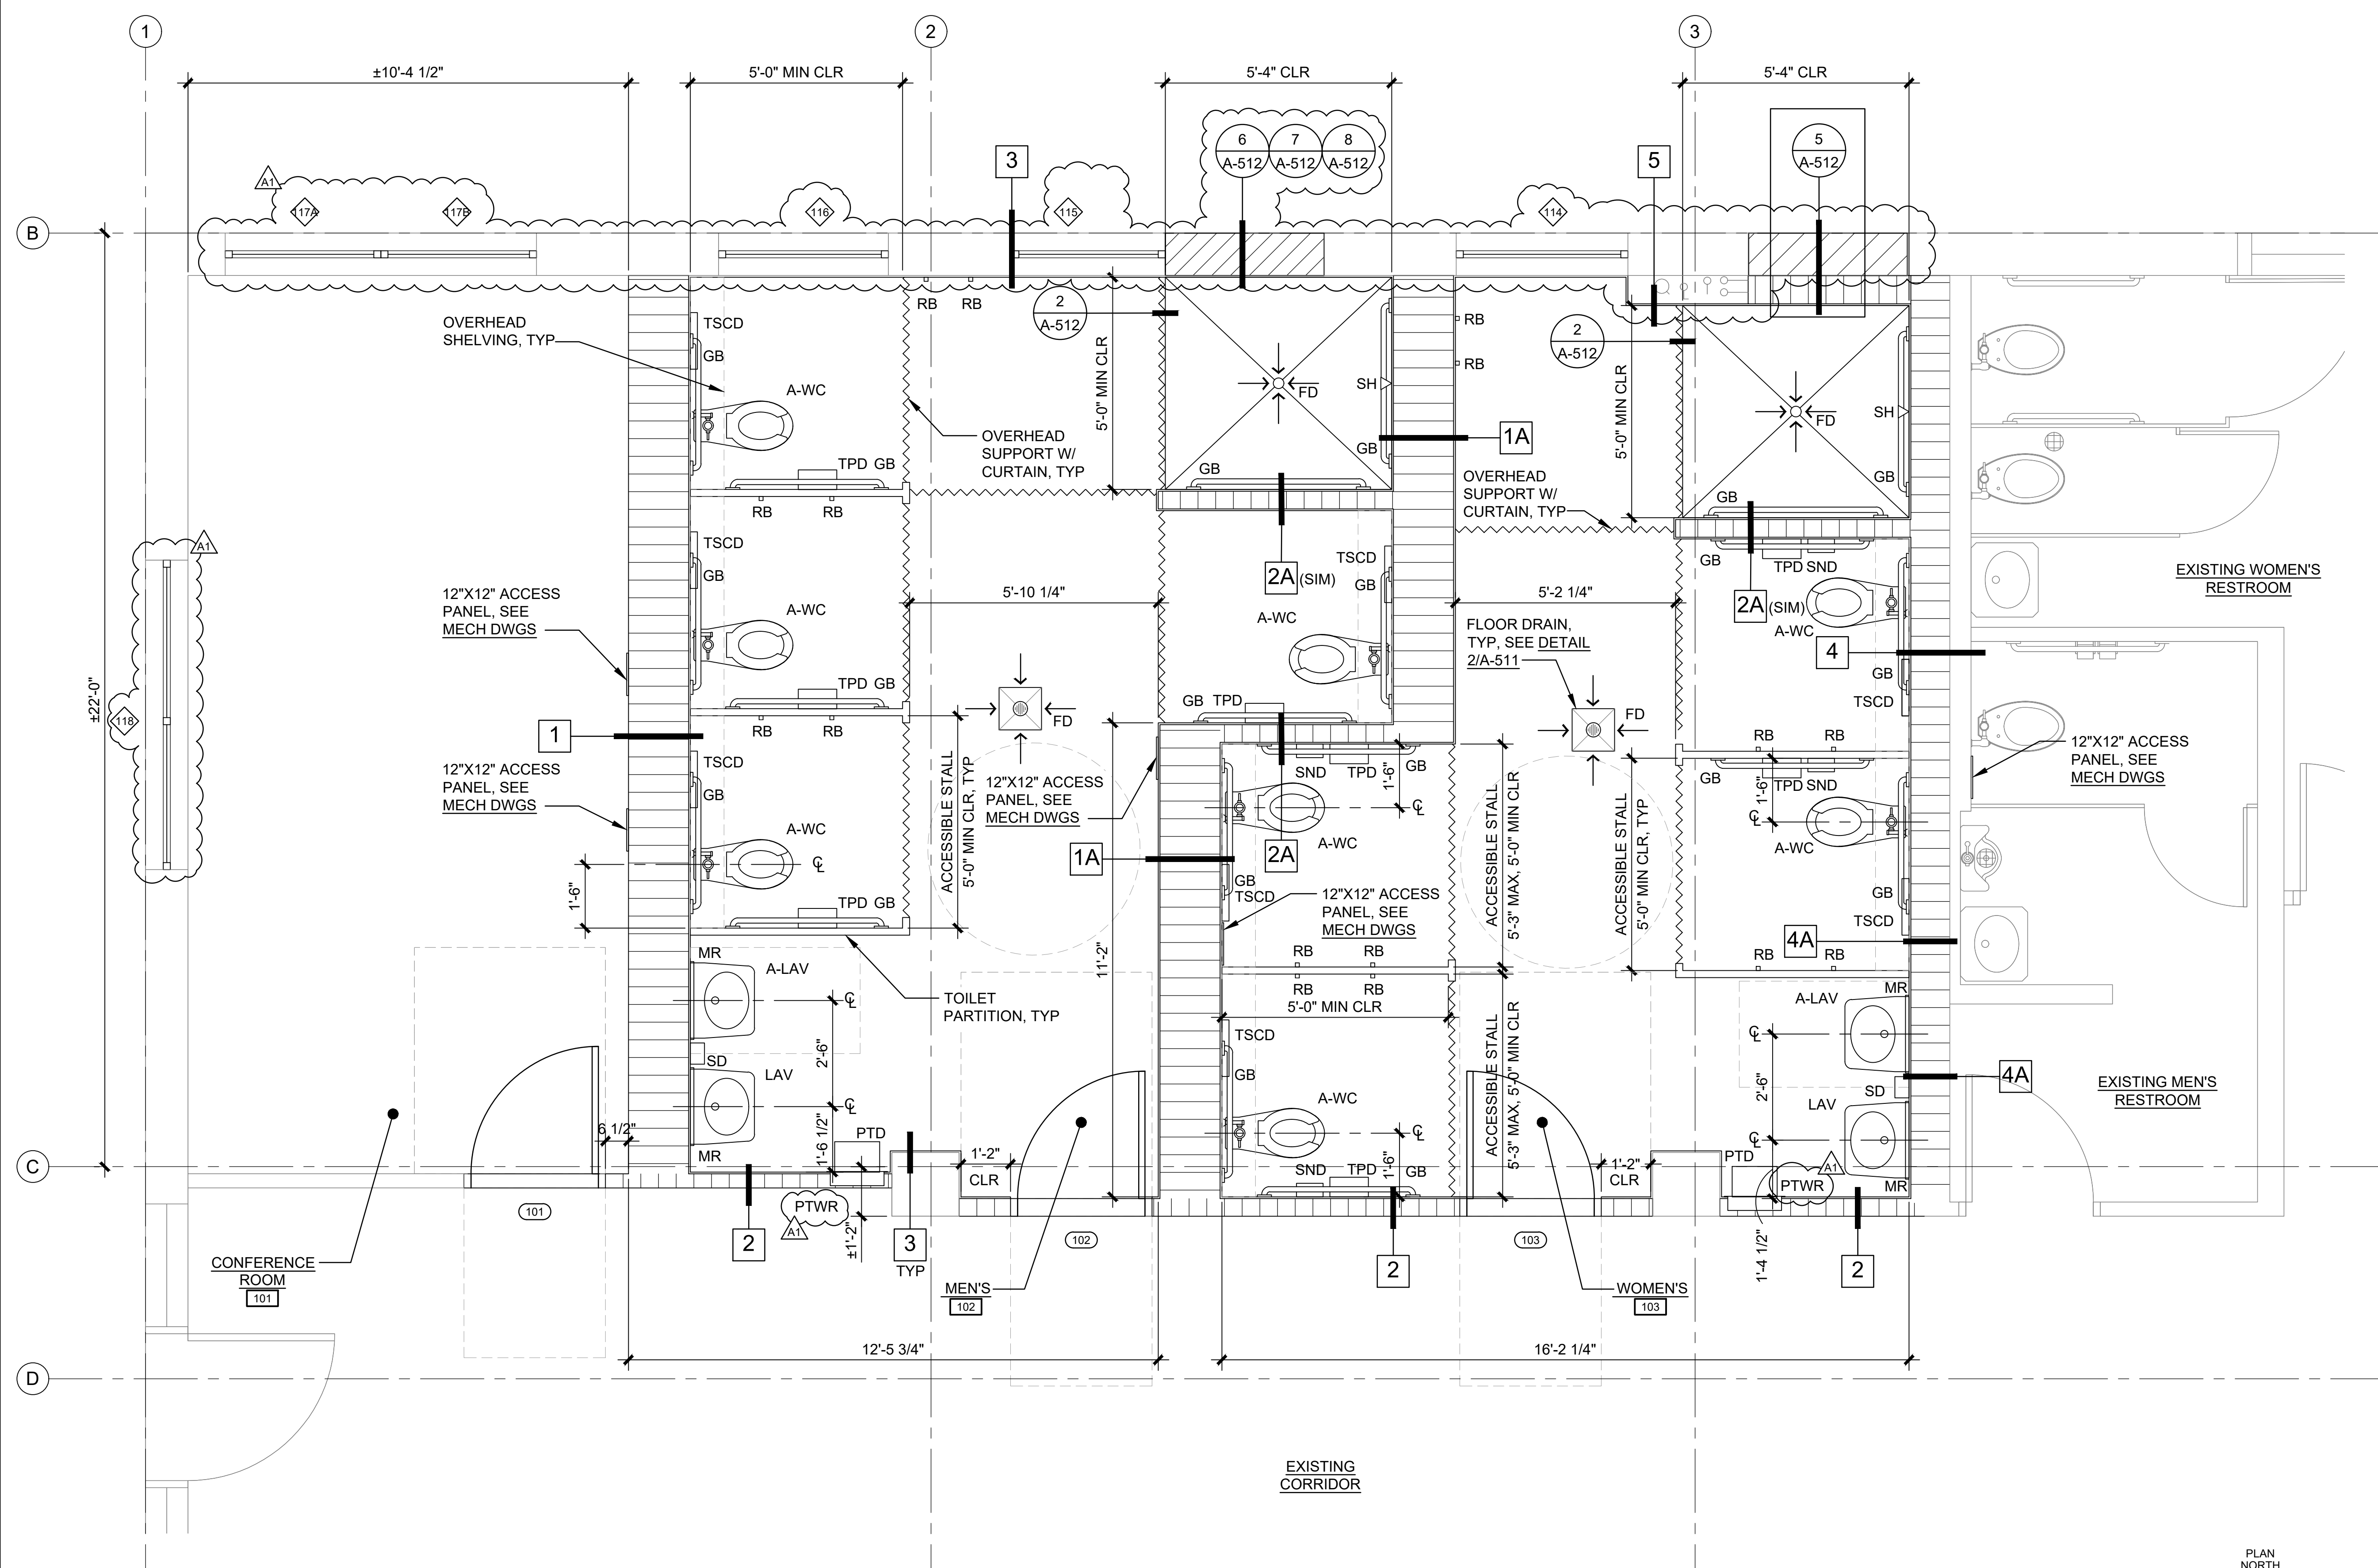 1
2
3
±10'-4 1/2"
5'-0" MIN CLR
5'-4" CLR
5'-4" CLR
6
A-512
7
A-512
8
A-512
5
A-512
3
5
A1
117A
117B
116
115
114
B
RB
RB
2
A-512
2
A-512
RB
RB
OVERHEAD
SHELVING, TYP
TSCD
GB
A-WC
TPD GB
RB
RB
5'-0" MIN CLR
FD
SH
GB
GB
1A
OVERHEAD
SUPPORT W/
CURTAIN, TYP
OVERHEAD
SUPPORT W/
CURTAIN, TYP
5'-0" MIN CLR
FD
SH
GB
GB
A1
118
±22'-0"
12"X12" ACCESS
PANEL, SEE
MECH DWGS
TSCD
GB
A-WC
TPD GB
RB
RB
5'-10 1/4"
2A
(SIM)
TSCD
GB
A-WC
GB TPD
5'-2 1/4"
FLOOR DRAIN,
TYP, SEE DETAIL
2/A-511
GB
TPD SND
2A
(SIM)
A-WC
4
GB
TSCD
EXISTING WOMEN'S
RESTROOM
FD
FD
1
12"X12" ACCESS
PANEL, SEE
MECH DWGS
TSCD
GB
A-WC
℄
TPD GB
1'-6"
ACCESSIBLE STALL
5'-0" MIN CLR, TYP
12"X12" ACCESS
PANEL, SEE
MECH DWGS
1A
SND
TPD
GB
1'-6"
℄
A-WC
2A
GB
TSCD
12"X12" ACCESS
PANEL, SEE
MECH DWGS
ACCESSIBLE STALL
5'-3" MAX, 5'-0" MIN CLR
ACCESSIBLE STALL
5'-0" MIN CLR, TYP
RB
RB
GB
TPD SND
1'-6"
℄
A-WC
GB
TSCD
4A
RB
RB
12"X12" ACCESS
PANEL, SEE
MECH DWGS
MR
A-LAV
℄
SD
2'-6"
LAV
℄
MR
1'-6 1/2"
6 1/2"
PTD
TOILET
PARTITION, TYP
11'-2"
RB
RB
RB
RB
5'-0" MIN CLR
TSCD
GB
A-WC
℄
SND
TPD
GB
1'-6"
ACCESSIBLE STALL
5'-3" MAX, 5'-0" MIN CLR
A-LAV
MR
℄
2'-6"
SD
LAV
℄
4A
EXISTING MEN'S
RESTROOM
C
1'-2"
CLR
1'-2"
CLR
PTD
A1
PTWR
MR
PTWR
A1
±1'-2"
1'-4 1/2"
101
102
103
2
3
TYP
2
2
CONFERENCE
ROOM
101
MEN'S
102
WOMEN'S
103
12'-5 3/4"
16'-2 1/4"
D
EXISTING
CORRIDOR
PLAN
NORTH